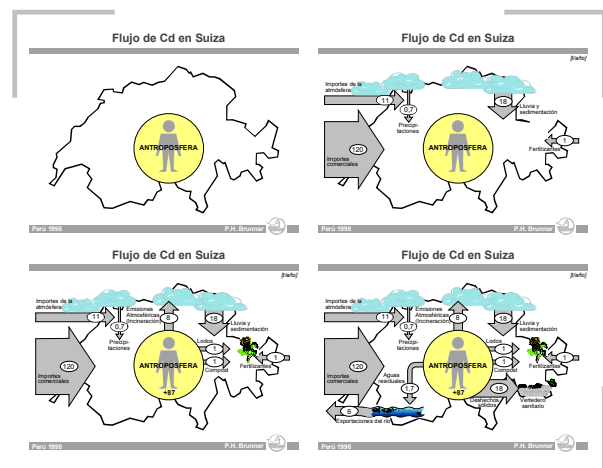 Flujo de Cd en Suiza
ANTROPOSFERA
Perú 1998
P.H. Brunner
Flujo de Cd en Suiza
[t/año]
Importes de la
atmósfera
11
0,7
Precipi-
taciones
18
Lluvia y
sedimentación
1
Fertilizantes
120
Importes
comerciales
ANTROPOSFERA
Perú 1998
P.H. Brunner
Flujo de Cd en Suiza
[t/año]
Importes de la
atmósfera
11
0,7
Precipi-
taciones
Emisiones
Atmosféricas
(Incineración)
8
18
Lluvia y
sedimentación
Lodos
1
1
Compost
1
Fertilizantes
120
Importes
comerciales
ANTROPOSFERA
+87
Perú 1998
P.H. Brunner
Flujo de Cd en Suiza
[t/año]
Importes de la
atmósfera
11
0,7
Precipi-
taciones
Emisiones
Atmosféricas
(Incineración)
8
18
Lluvia y
sedimentación
Lodos
1
1
Compost
1
Fertilizantes
120
Importes
comerciales
ANTROPOSFERA
+87
Aguas
residuales
1,7
18
Deshechos
sólidos
Vertedero
sanitario
6
Exportaciones del río
Perú 1998
P.H. Brunner